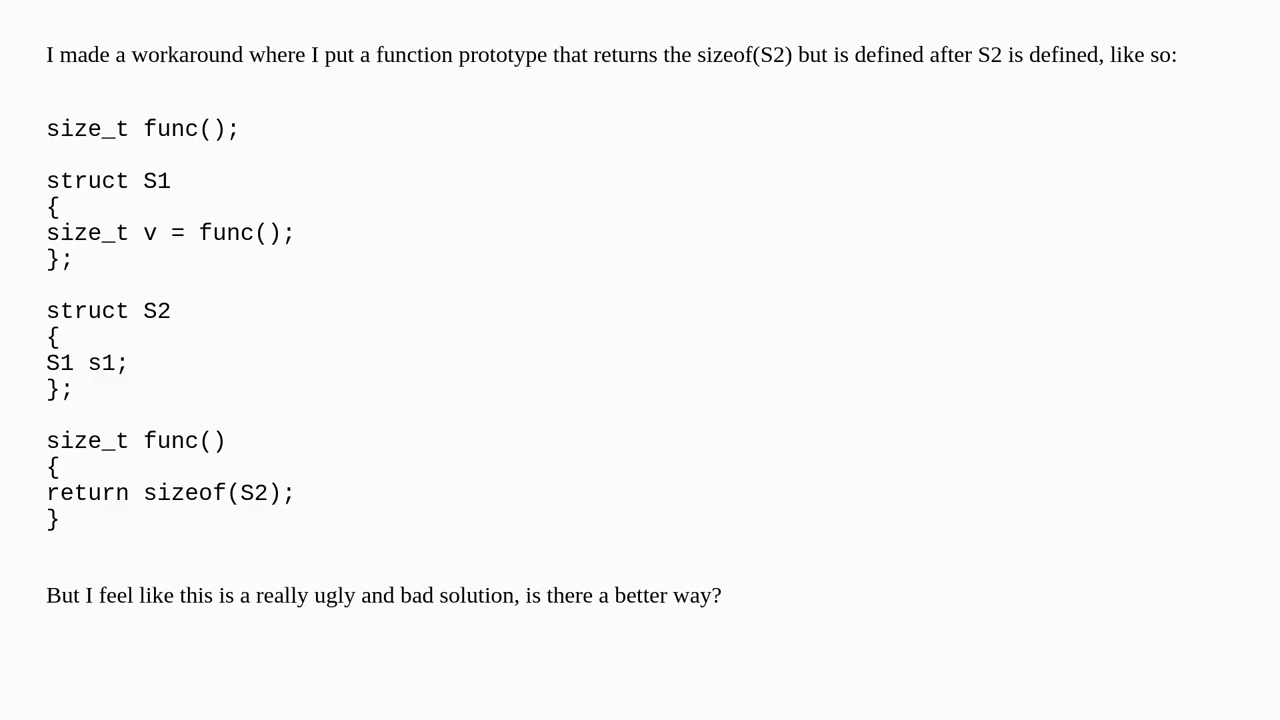 I made a workaround where I put a function prototype that returns the sizeof(S2) but is defined after S2 is defined, like so:
size_t func();
struct S1
{
size_t v = func();
};
struct S2
{
S1 s1;
};
size_t func()
{
return sizeof(S2);
}
But I feel like this is a really ugly and bad solution, is there a better way?